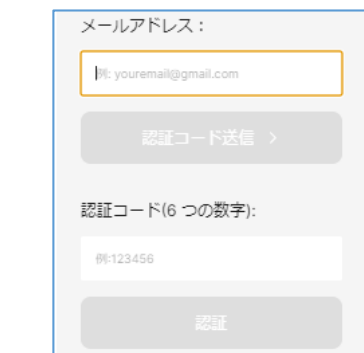 メールアドレス：
例: youremail@gmail.com
認証コード送信 >
認証コード(6 つの数字):
例:123456
認証